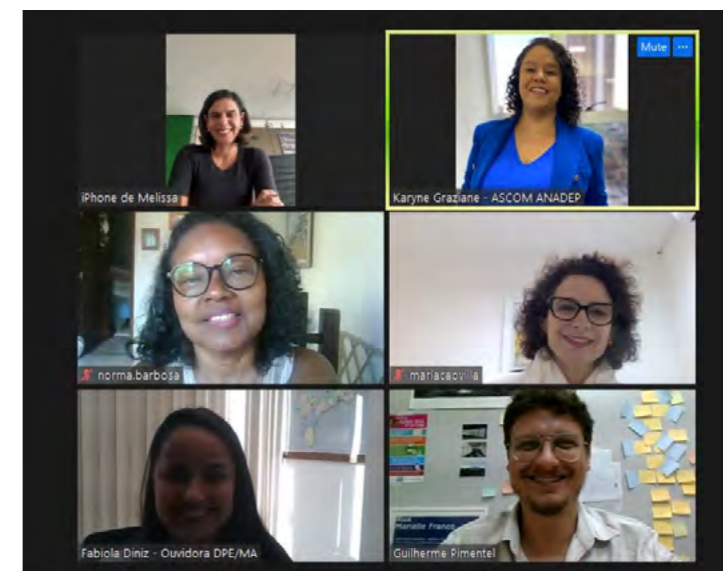 Mute ...
iPhone de Melissa
Karyne Graziane - ASCOM ANADEP
norma.barbosa
mariacaovilla
Fabiola Diniz - Ouvidora DPE/MA
Guilherme Pimentel
Marielle Franco